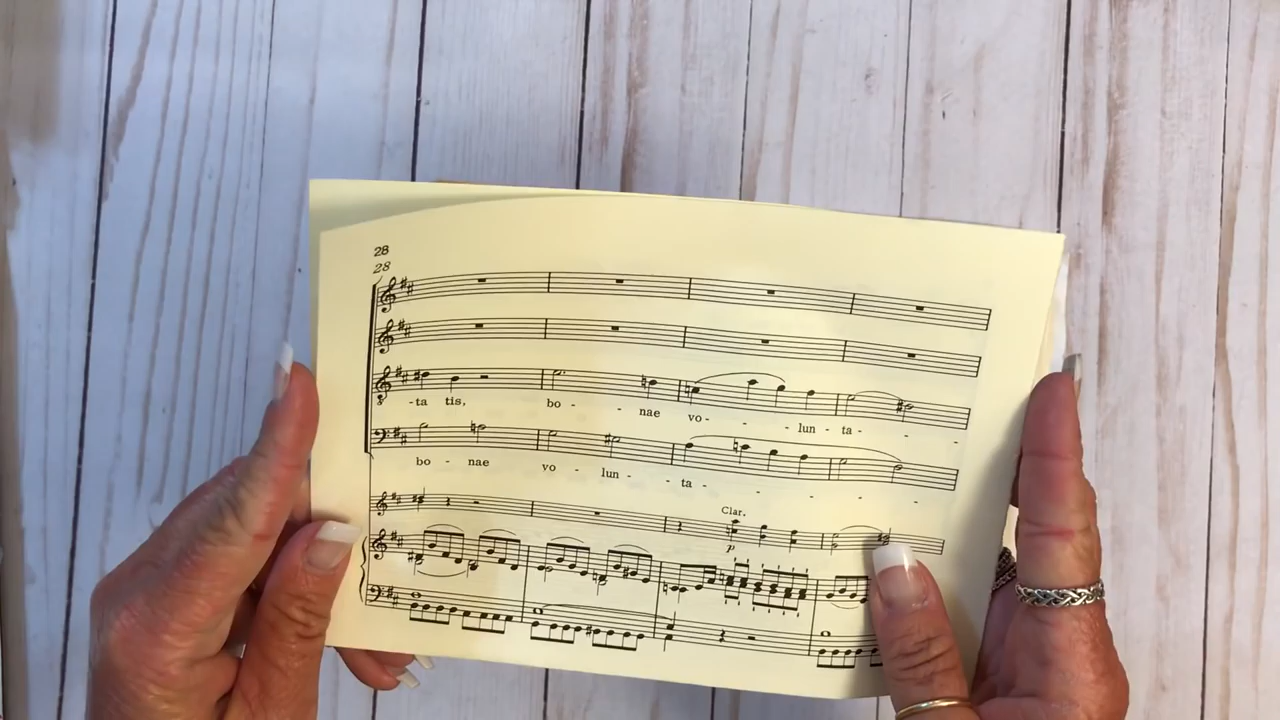 28
28
-ta tis, bo - - nae vo- - - lun - ta - - -
bo - nae vo - lun - - ta - - - - -
Clar.
p